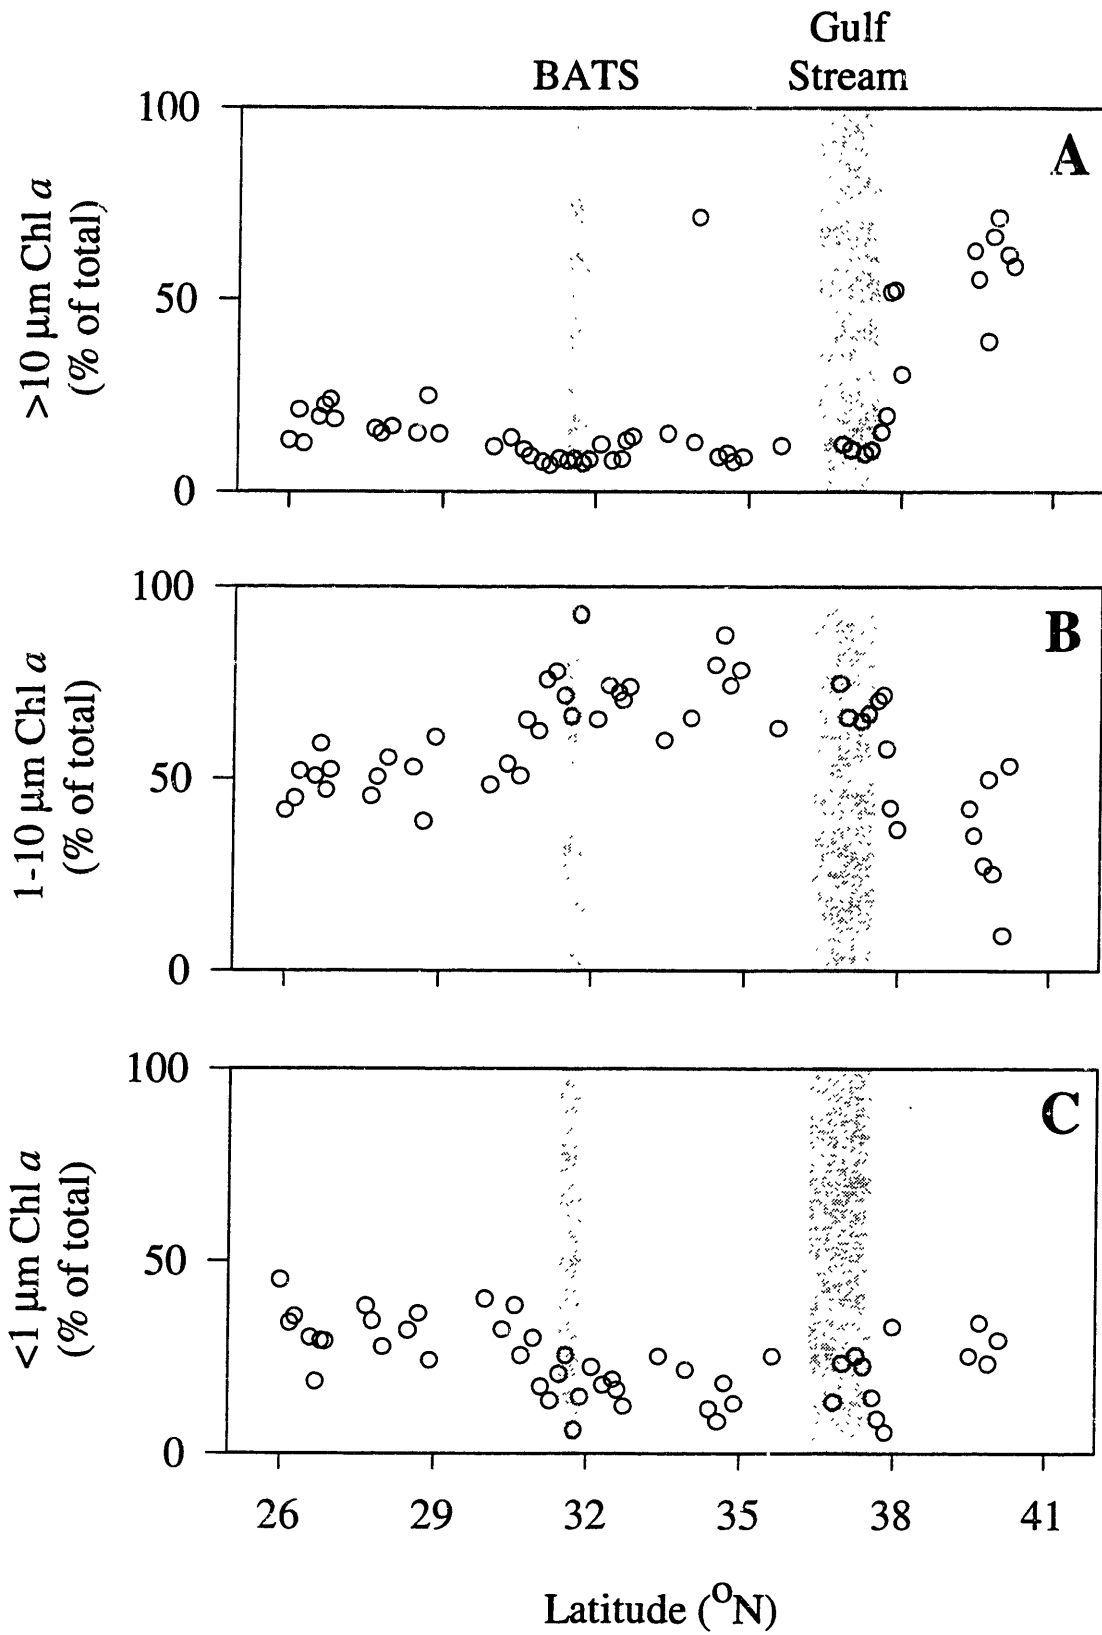 Gulf
BATS Stream
100
A
>10 µm Chl a
(% of total)
50
0
100
B
1-10 µm Chl a
(% of total)
50
0
100
C
<1 µm Chl a
(% of total)
50
0
26 29 32 35 38 41
Latitude (ºN)